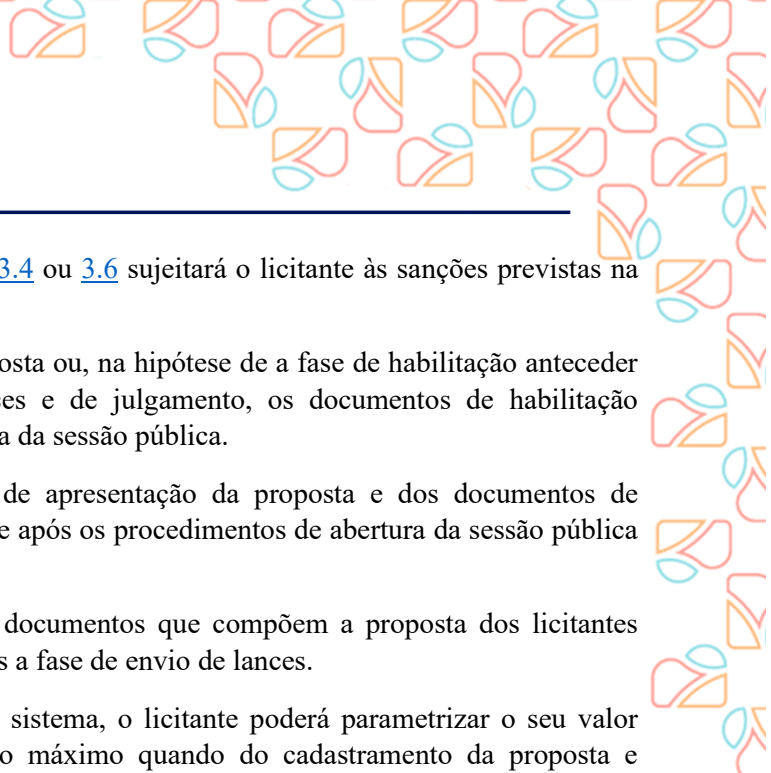 3.4 ou 3.6 sujeitará o licitante às sanções previstas na
osta ou, na hipótese de a fase de habilitação anteceder
es e de julgamento, os documentos de habilitação
a da sessão pública.
de apresentação da proposta e dos documentos de
e após os procedimentos de abertura da sessão pública
documentos que compõem a proposta dos licitantes
s a fase de envio de lances.
sistema, o licitante poderá parametrizar o seu valor
o máximo quando do cadastramento da proposta e